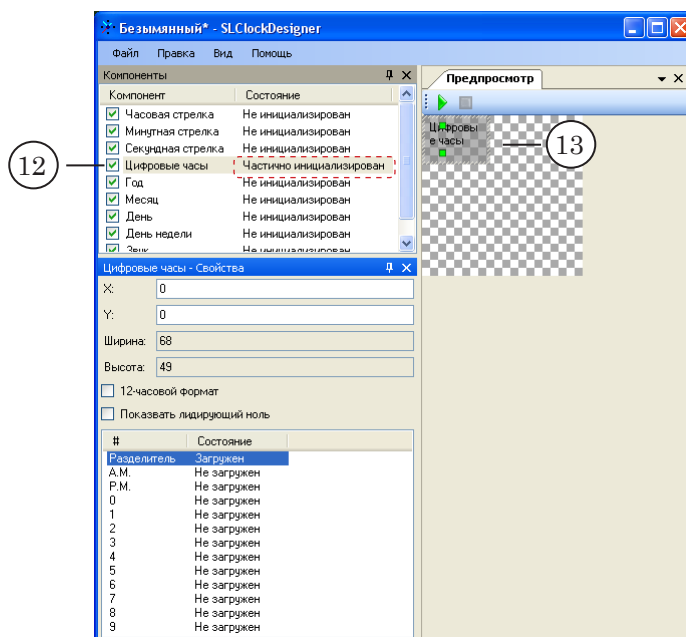 Безымянный* - SLClockDesigner
Файл Правка Вид Помощь
Компоненты
Компонент Состояние
Часовая стрелка Не инициализирован
Минутная стрелка Не инициализирован
Секундная стрелка Не инициализирован
12
Цифровые часы Частично инициализирован
Год Не инициализирован
Месяц Не инициализирован
День Не инициализирован
День недели Не инициализирован
Звук Не инициализирован
Цифровые часы - Свойства
X: 0
Y: 0
Ширина: 68
Высота: 49
12-часовой формат
Показвать лидирующий ноль
# Состояние
Разделитель Загружен
A.M. Не загружен
P.M. Не загружен
0 Не загружен
1 Не загружен
2 Не загружен
3 Не загружен
4 Не загружен
5 Не загружен
6 Не загружен
7 Не загружен
8 Не загружен
9 Не загружен
Предпросмотр
Цифровы
е часы
13